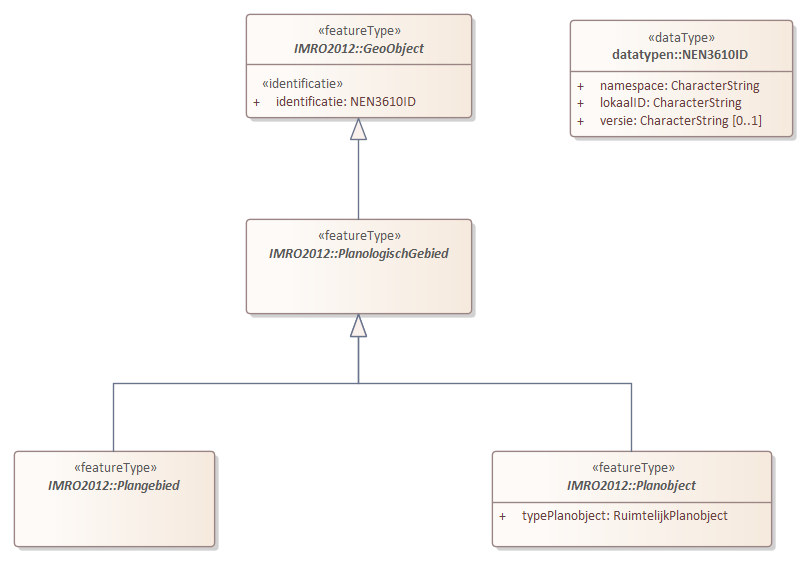 «featureType»
IMRO2012::GeoObject
«identificatie»
+ identificatie: NEN3610ID
«dataType»
datatypen::NEN3610ID
+ namespace: CharacterString
+ lokaalID: CharacterString
+ versie: CharacterString [0..1]
«featureType»
IMRO2012::PlanologischGebied
«featureType»
IMRO2012::Plangebied
«featureType»
IMRO2012::Planobject
+ typePlanobject: RuimtelijkPlanobject